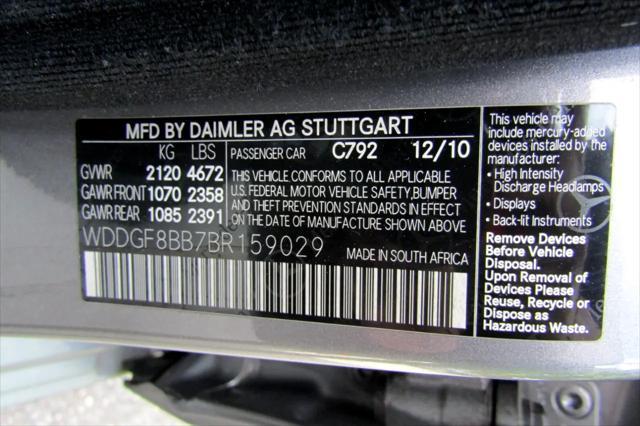 MFD BY DAIMLER AG STUTTGART
KG LBS
GVWR 2120 4672
GAWR FRONT 1070 2358
GAWR REAR 1085 2391
PASSENGER CAR C792 12/10
THIS VEHICLE CONFORMS TO ALL APPLICABLE
U.S. FEDERAL MOTOR VEHICLE SAFETY, BUMPER
AND THEFT PREVENTION STANDARDS IN EFFECT
ON DATE OF MANUFACTURE SHOWN ABOVE
WDDGF8BB7BR159029
MADE IN SOUTH AFRICA
This vehicle may
include mercury-added
devices installed by the
manufacturer:
• High Intensity
Discharge Headlamps
• Displays
• Back-lit Instruments
Remove Devices
Before Vehicle
Disposal.
Upon Removal of
Devices Please
Reuse, Recycle or
Dispose as
Hazardous Waste.